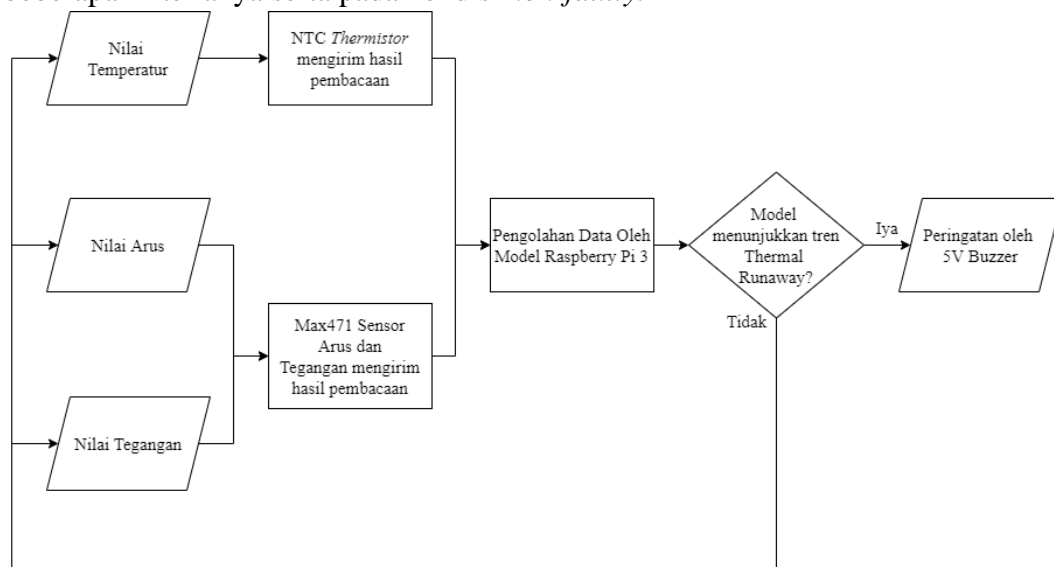 Nilai
Temperatur
NTC Thermistor
mengirim hasil
pembacaan
Nilai Arus
Pengolahan Data Oleh
Model Raspberry Pi 3
Model
menunjukkan tren
Thermal
Runaway?
Iya
Peringatan oleh
5V Buzzer
Tidak
Max471 Sensor
Arus dan
Tegangan mengirim
hasil pembacaan
Nilai Tegangan